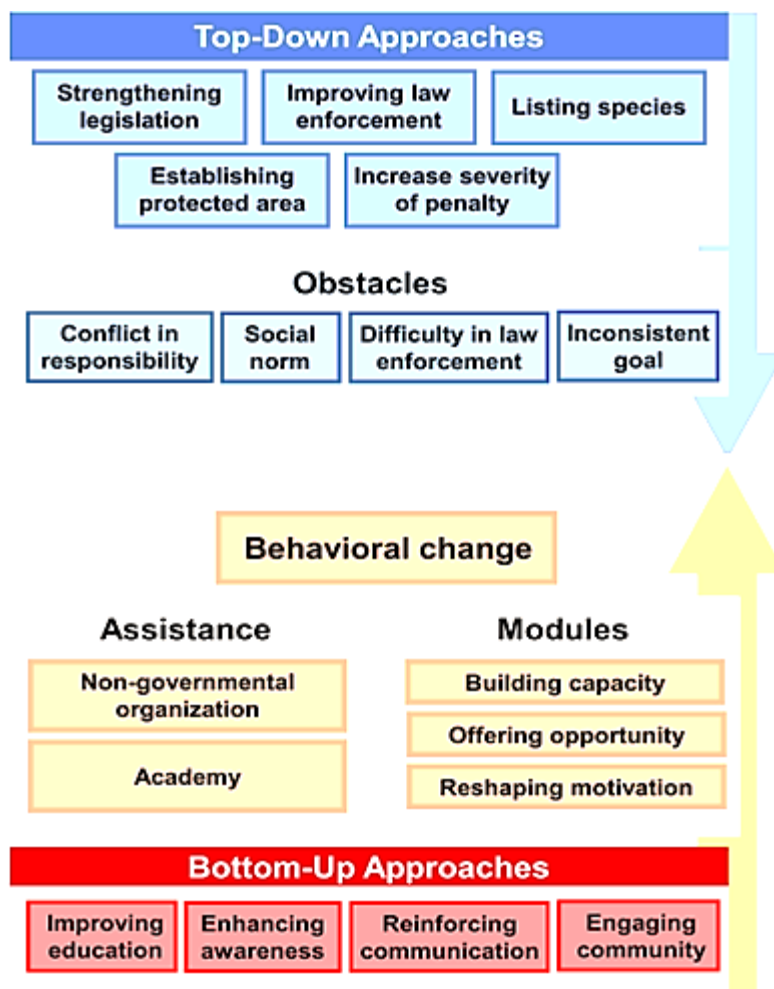 Top-Down Approaches
Strengthening
legislation
Improving law
enforcement
Listing species
Establishing
protected area
Increase severity
of penalty
Obstacles
Conflict in
responsibility
Social
norm
Difficulty in law
enforcement
Inconsistent
goal
Behavioral change
Assistance
Non-governmental
organization
Academy
Modules
Building capacity
Offering opportunity
Reshaping motivation
Bottom-Up Approaches
Improving
education
Enhancing
awareness
Reinforcing
communication
Engaging
community